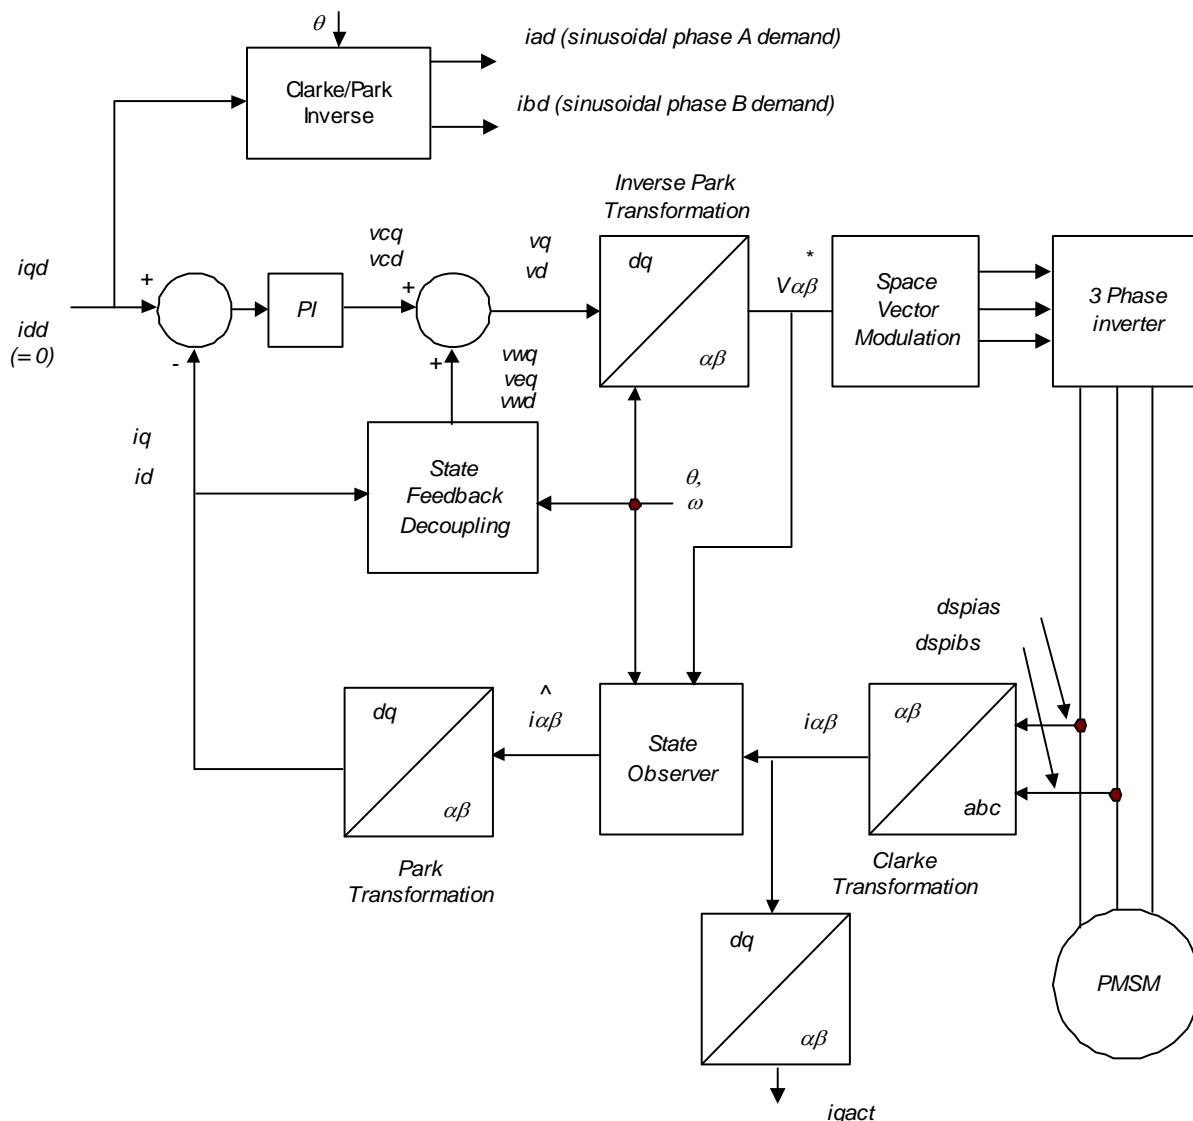 θ
iad (sinusoidal phase A demand)
Clarke/Park
Inverse
ibd (sinusoidal phase B demand)
Inverse Park
Transformation
iqd
idd
(= 0)
+
-
PI
vcq
vcd
+
+
vq
vd
vwq
veq
vwd
dq
αβ
*
Vαβ
Space
Vector
Modulation
3 Phase
inverter
iq
id
State
Feedback
Decoupling
θ,
ω
dspias
dspibs
dq
αβ
Park
Transformation
^
iαβ
State
Observer
iαβ
αβ
abc
Clarke
Transformation
dq
αβ
PMSM
iqact